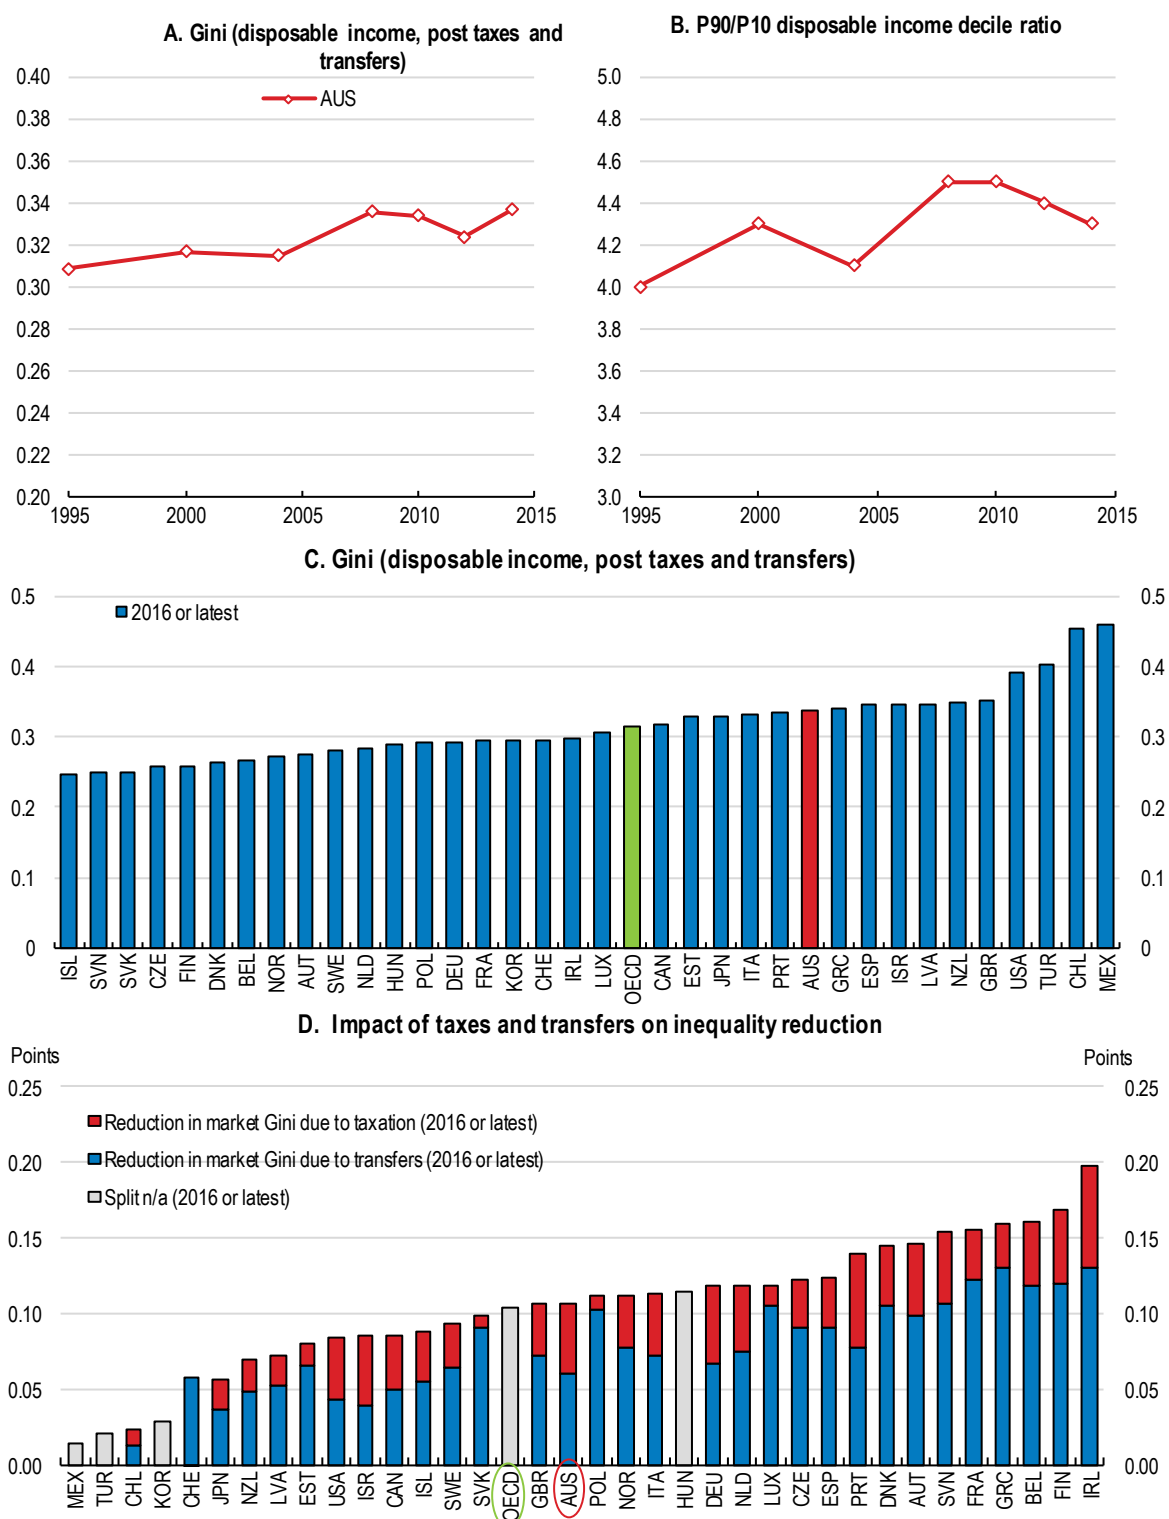 A. Gini (disposable income, post taxes and
transfers)
B. P90/P10 disposable income decile ratio
0.40
0.38
0.36
0.34
0.32
0.30
0.28
0.26
0.24
0.22
0.20
AUS
1995 2000 2005 2010 2015
5.0
4.8
4.6
4.4
4.2
4.0
3.8
3.6
3.4
3.2
3.0
1995 2000 2005 2010 2015
C. Gini (disposable income, post taxes and transfers)
0.5 0.5
2016 or latest
0.4 0.4
0.3 0.3
0.2 0.2
0.1 0.1
0 0
ISL SVN SVK CZE FIN DNK BEL NOR AUT SWE NLD HUN POL DEU FRA KOR CHE IRL LUX OECD CAN EST JPN ITA PRT AUS GRC ESP ISR LVA NZL GBR USA TUR CHL MEX
D. Impact of taxes and transfers on inequality reduction
Points Points
0.25 0.25
Reduction in market Gini due to taxation (2016 or latest)
Reduction in market Gini due to transfers (2016 or latest)
0.20 0.20
Split n/a (2016 or latest)
0.15 0.15
0.10 0.10
0.05 0.05
0.00 0.00
MEX TUR CHL KOR CHE JPN NZL LVA EST USA ISR CAN ISL SWE SVK OECD GBR AUS POL NOR ITA HUN DEU NLD LUX CZE ESP PRT DNK AUT SVN FRA GRC BEL FIN IRL